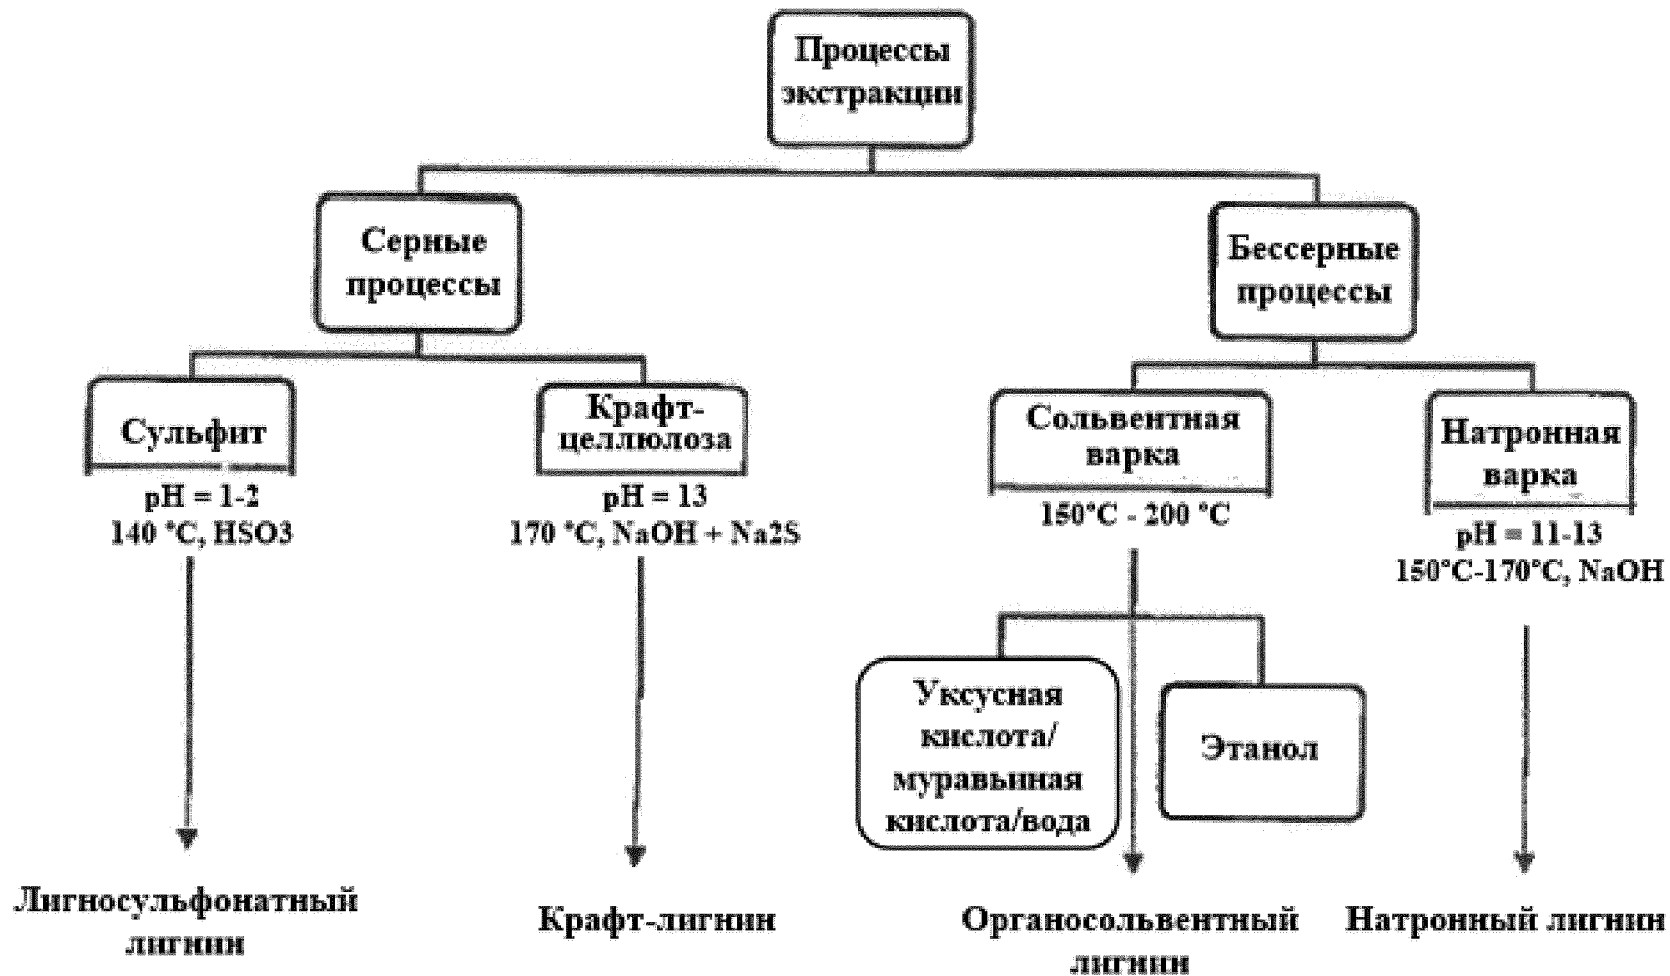 Процессы
экстракции
Серные
процессы
Бессерные
процессы
Сульфит
pH = 1-2
140 °C, HSO3
Крафт-
целлюлоза
pH = 13
170 °C, NaOH + Na2S
Сольвентная
варка
150°C - 200 °C
Натронная
варка
pH = 11-13
150°C-170°C, NaOH
Уксусная
кислота/
муравьиная
кислота/вода
Этанол
Лигносульфонатный
лигнин
Крафт-лигнин
Органосольвентный
лигнин
Натронный лигнин